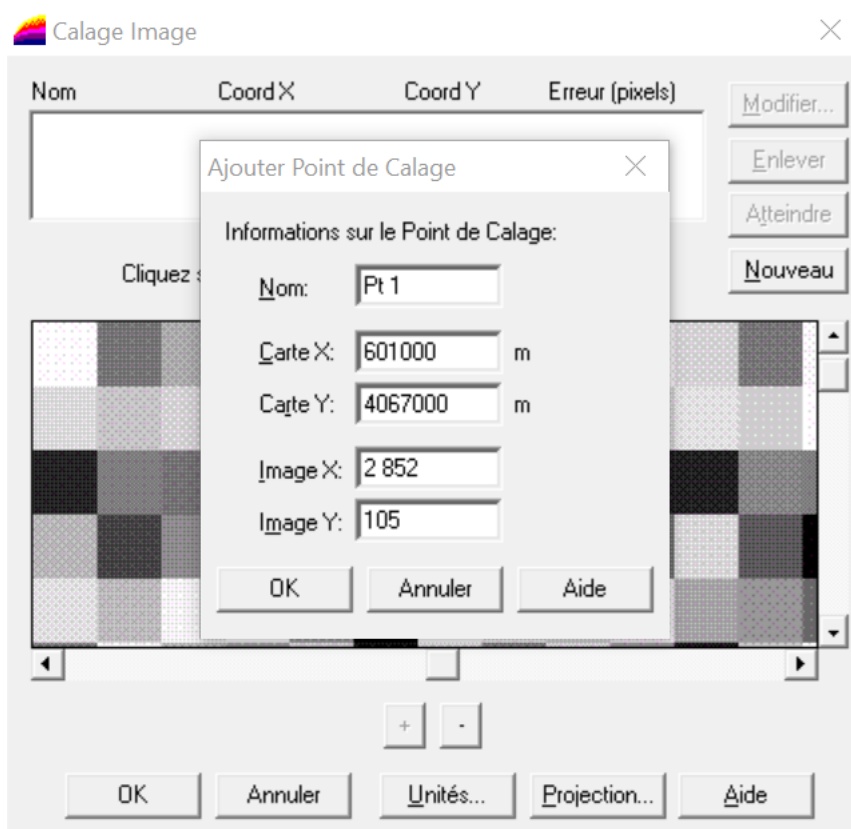 Calage Image
Nom Coord X Coord Y Erreur (pixels)
Modifier...
Enlever
Atteindre
Nouveau
Cliquez
Ajouter Point de Calage
Informations sur le Point de Calage:
Nom: Pt 1
Carte X: 601000 m
Carte Y: 4067000 m
Image X: 2 852
Image Y: 105
OK Annuler Aide
+ -
OK Annuler Unités... Projection... Aide